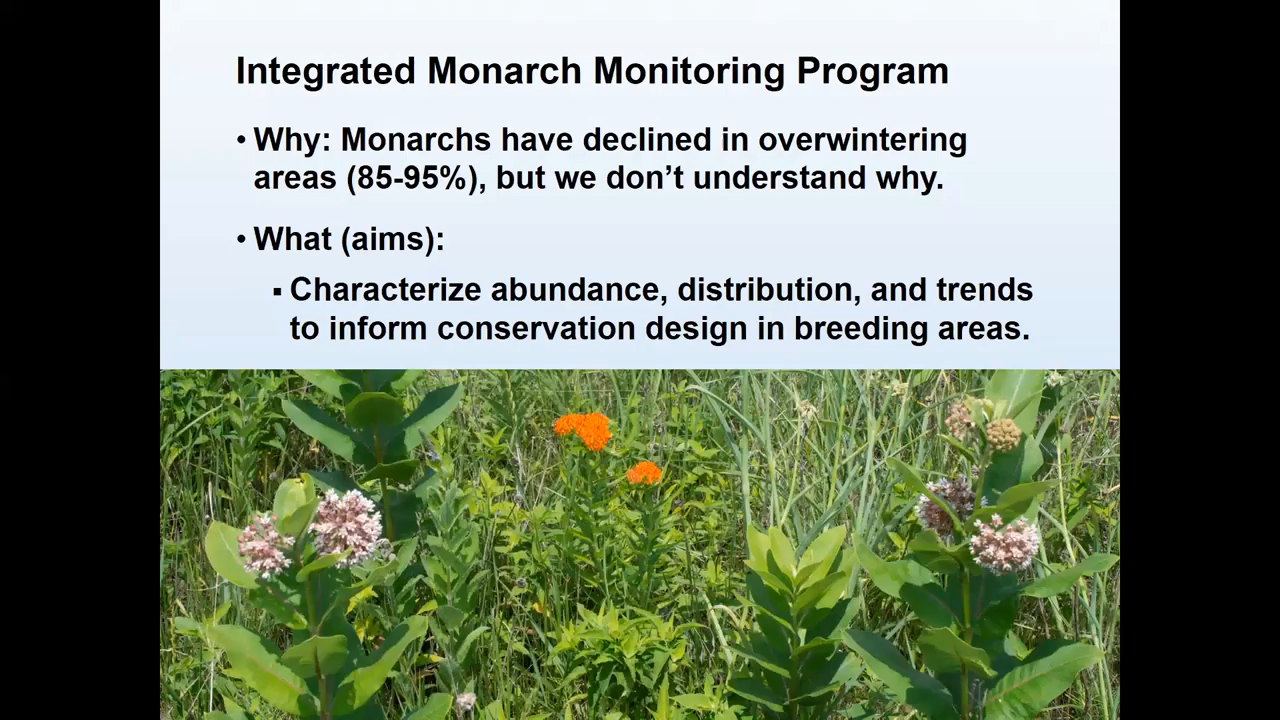 Integrated Monarch Monitoring Program
• Why: Monarchs have declined in overwintering
areas (85-95%), but we don’t understand why.
• What (aims):
▪ Characterize abundance, distribution, and trends
to inform conservation design in breeding areas.